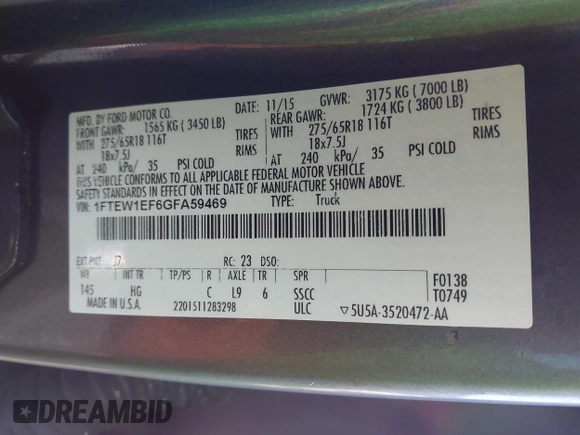 MFD. BY FORD MOTOR CO.
DATE: 11/15 GVWR: 3175 KG ( 7000 LB)
FRONT GAWR: 1565 KG ( 3450 LB) REAR GAWR: 1724 KG ( 3800 LB)
WITH 275/65R18 116T TIRES WITH 275/65R18 116T TIRES
18x7.5J RIMS 18x7.5J RIMS
AT 240 kPa/ 35 PSI COLD AT 240 kPa/ 35 PSI COLD
THIS VEHICLE CONFORMS TO ALL APPLICABLE FEDERAL MOTOR VEHICLE
SAFETY STANDARDS IN EFFECT ON THE DATE OF MANUFACTURE SHOWN ABOVE.
VIN: 1FTEW1EF6GFA59469 TYPE: Truck
EXT PNT: RC: 23 DSO: F0138
WB INT TR TP/PS R AXLE TR SPR T0749
145 HG C L9 6 SSCC
MADE IN U.S.A. 2201511283298 ULC ▽5U5A-3520472-AA
DREAMBID